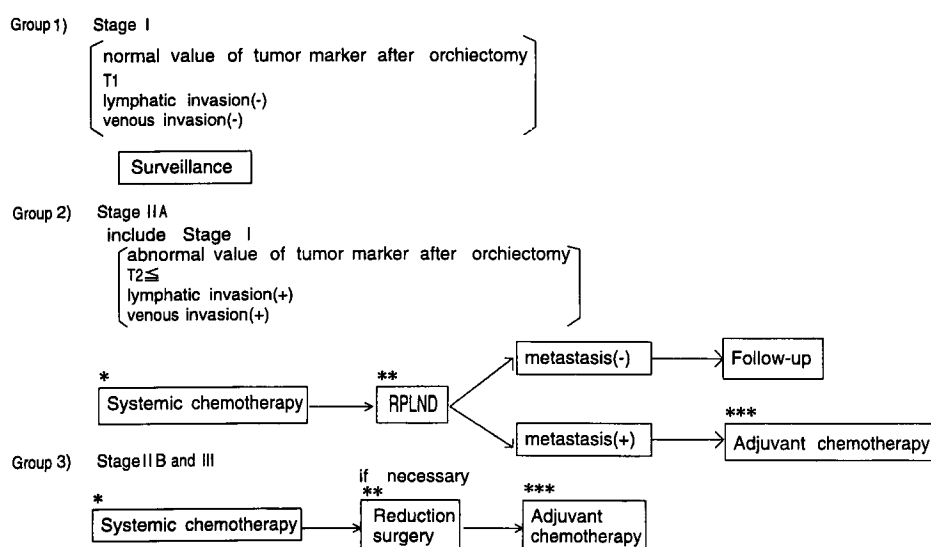 Group 1) Stage I
normal value of tumor marker after orchiectomy
T1
lymphatic invasion(-)
venous invasion(-)
Surveillance
Group 2) Stage IIA
include Stage I
abnormal value of tumor marker after orchiectomy
T2≦
lymphatic invasion(+)
venous invasion(+)
metastasis(-) Follow-up
* ** 
Systemic chemotherapy RPLND
***
metastasis(+) Adjuvant chemotherapy
Group 3) Stage IIB and III
if necessary
* ** ***
Systemic chemotherapy Reduction surgery Adjuvant chemotherapy